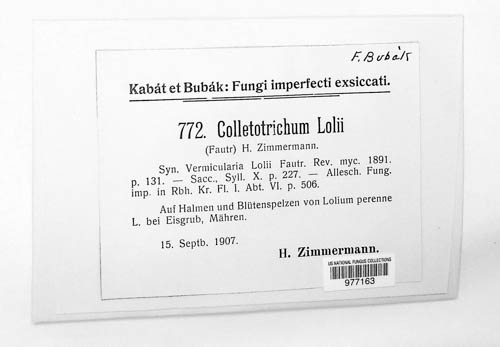 F. Bubák
Kabát et Bubák: Fungi imperfecti exsiccati.
772. Colletotrichum Lolii
(Fautr) H. Zimmermann.
Syn. Vermicularia Lolii Fautr. Rev. myc. 1891.
p. 131. — Sacc., Syll. X. p. 227. — Allesch. Fung.
imp. in Rbh. Kr. Fl. I. Abt. VI. p. 506.
Auf Halmen und Blütenspelzen von Lolium perenne
L. bei Eisgrub, Mähren.
15. Septb. 1907.
H. Zimmermann.
US NATIONAL FUNGUS COLLECTIONS
977163